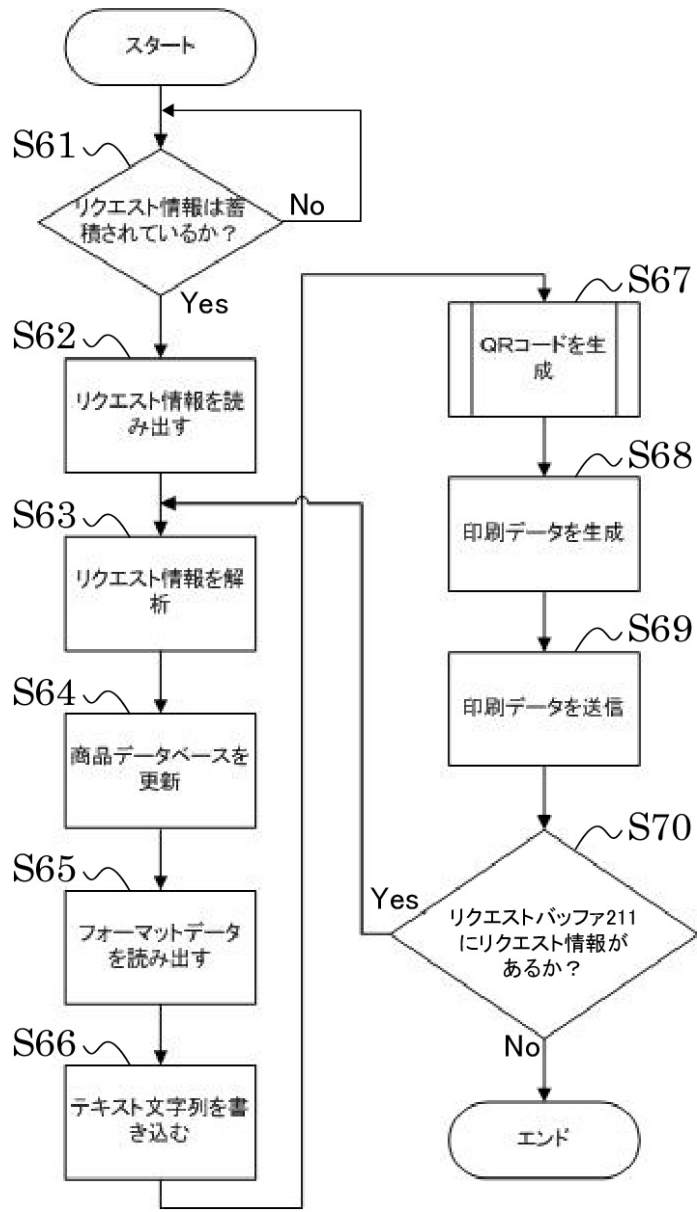 スタート
S61
リクエスト情報は蓄
積されているか?
No
Yes
S62
リクエスト情報を読
み出す
S63
リクエスト情報を解
析
S64
商品データベースを
更新
S65
フォーマットデータ
を読み出す
S66
テキスト文字列を書
き込む
S67
QRコードを生
成
S68
印刷データを生成
S69
印刷データを送信
S70
Yes
リクエストバッファ211
にリクエスト情報が
あるか?
No
エンド